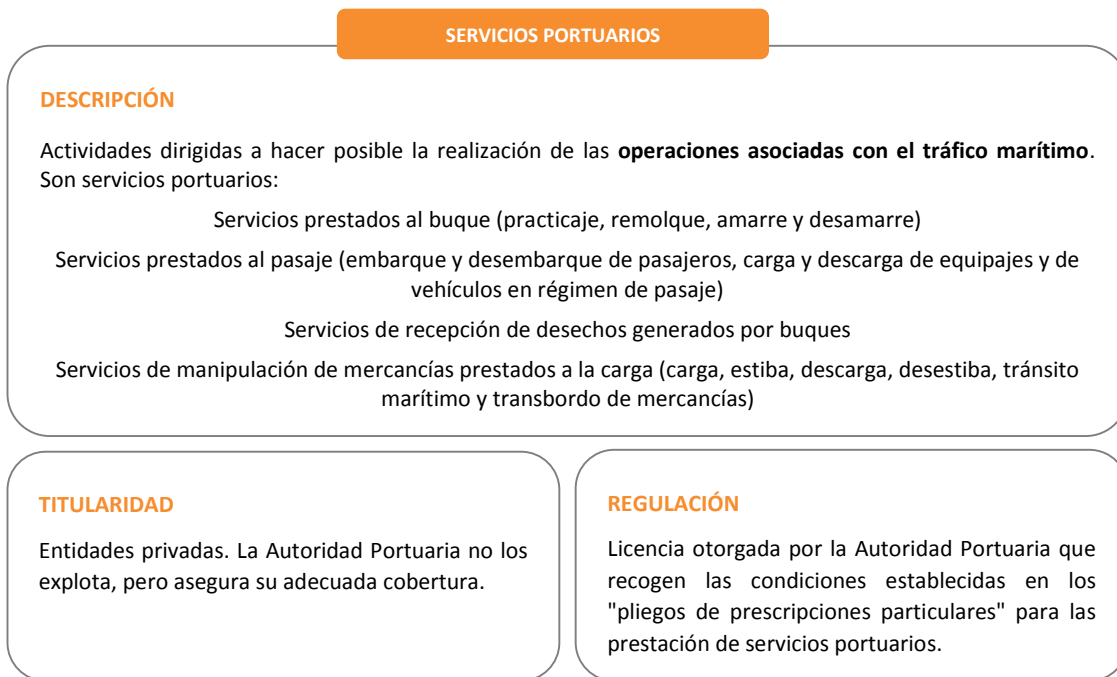 SERVICIOS PORTUARIOS
DESCRIPCIÓN
Actividades dirigidas a hacer posible la realización de las operaciones asociadas con el tráfico marítimo.
Son servicios portuarios:
Servicios prestados al buque (practicaje, remolque, amarre y desamarre)
Servicios prestados al pasaje (embarque y desembarque de pasajeros, carga y descarga de equipajes y de
vehículos en régimen de pasaje)
Servicios de recepción de desechos generados por buques
Servicios de manipulación de mercancías prestados a la carga (carga, estiba, descarga, desestiba, tránsito
marítimo y transbordo de mercancías)
TITULARIDAD
Entidades privadas. La Autoridad Portuaria no los
explota, pero asegura su adecuada cobertura.
REGULACIÓN
Licencia otorgada por la Autoridad Portuaria que
recogen las condiciones establecidas en los
"pliegos de prescripciones particulares" para las
prestación de servicios portuarios.